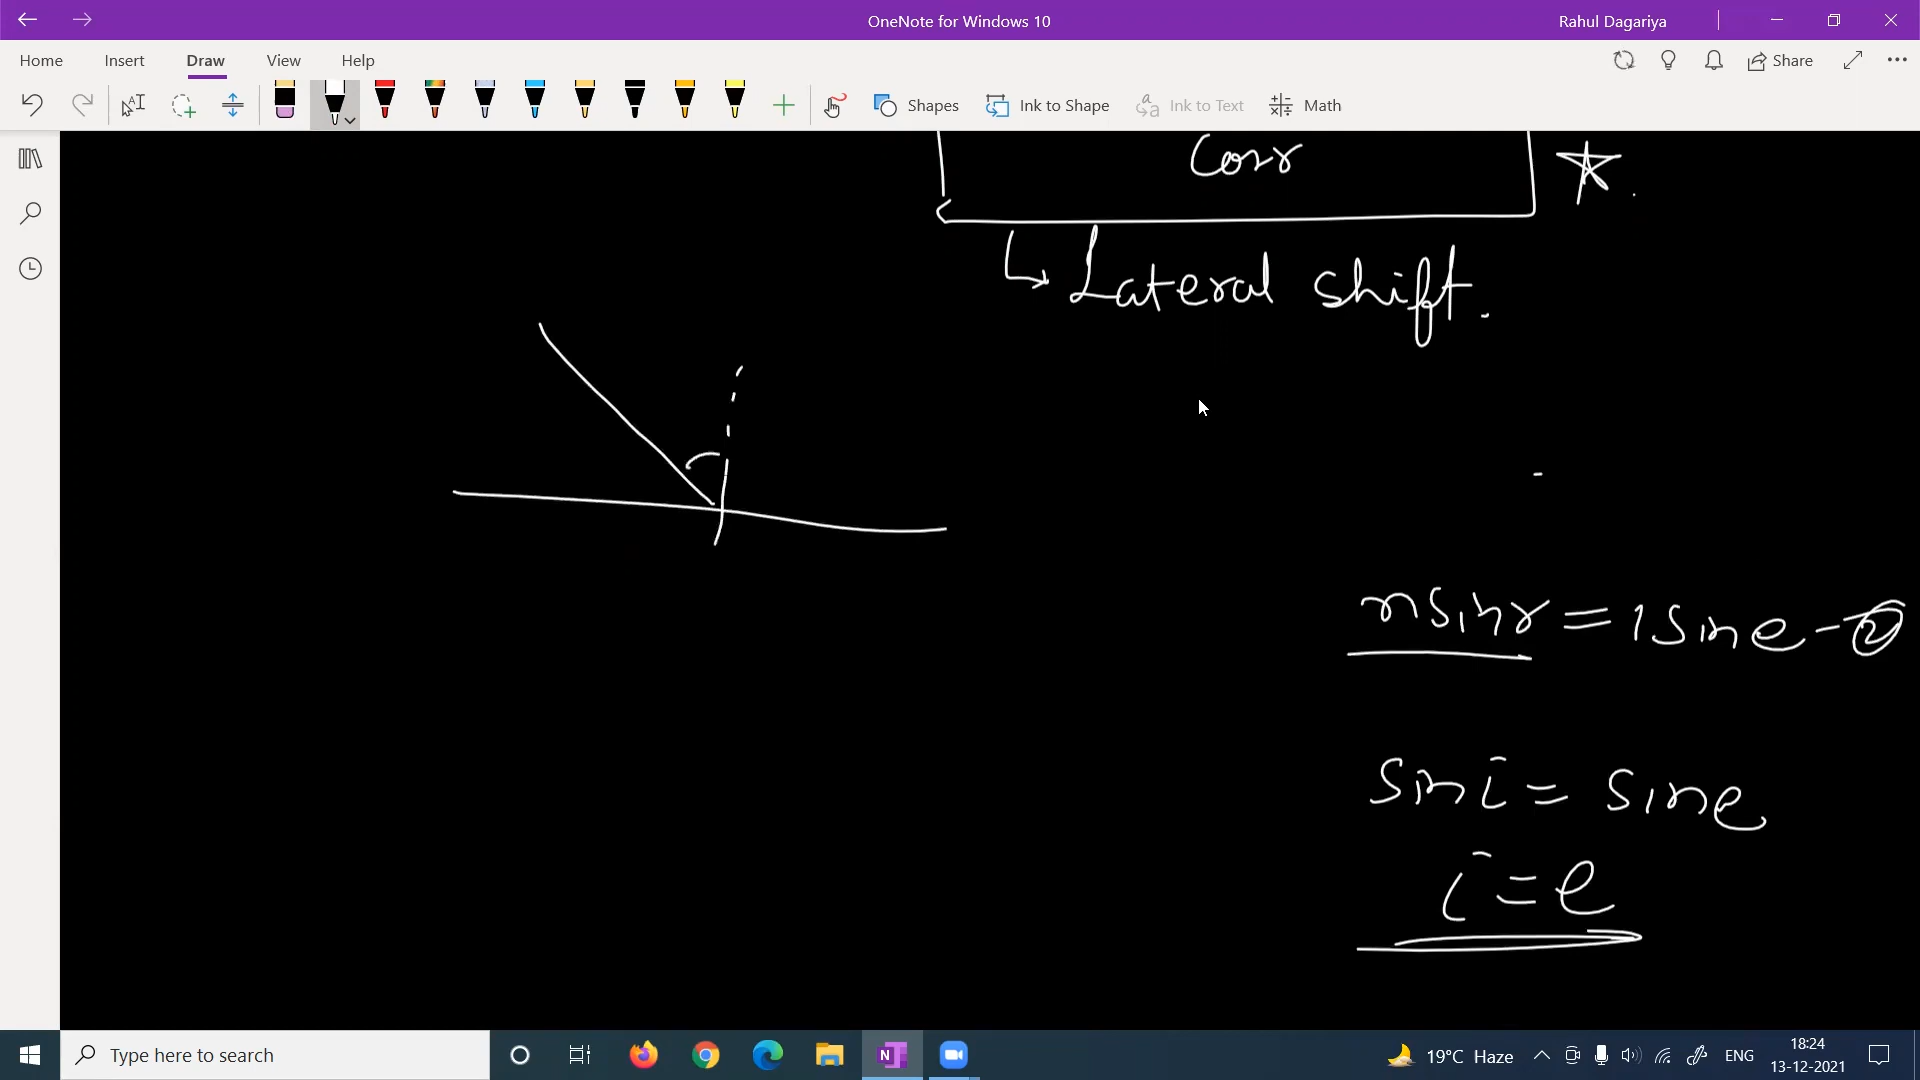 OneNote for Windows 10
Rahul Dagariya
Home Insert Draw View Help
Share
Shapes Ink to Shape Ink to Text Math
Cosr
Lateral shift.
nsinr = 1sine - 2
sini = sine
i = e
Type here to search
19°C Haze
ENG
18:24
13-12-2021